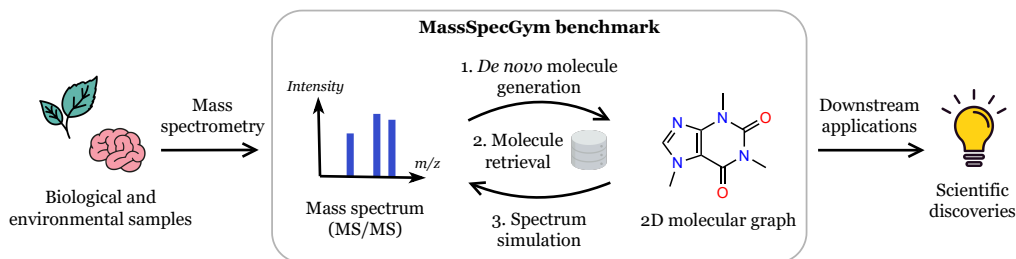 MassSpecGym benchmark
Biological and
environmental samples
Mass
spectrometry
Intensity
m/z
Mass spectrum
(MS/MS)
1. De novo molecule
generation
2. Molecule
retrieval
3. Spectrum
simulation
N
N
N
N
O
O
2D molecular graph
Downstream
applications
Scientific
discoveries